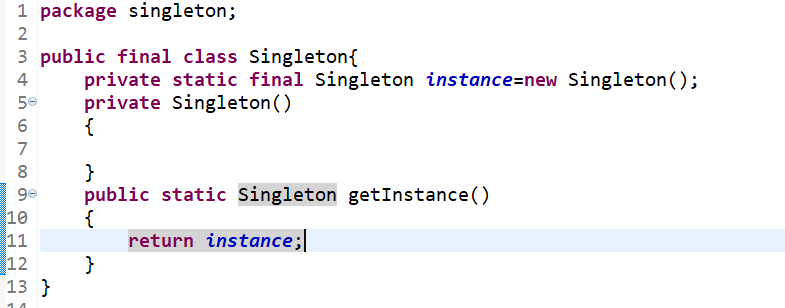 1 package singleton;
2
3 public final class Singleton{
4     private static final Singleton instance=new Singleton();
5     private Singleton()
6     {
7
8     }
9     public static Singleton getInstance()
10     {
11         return instance;
12     }
13 }
14